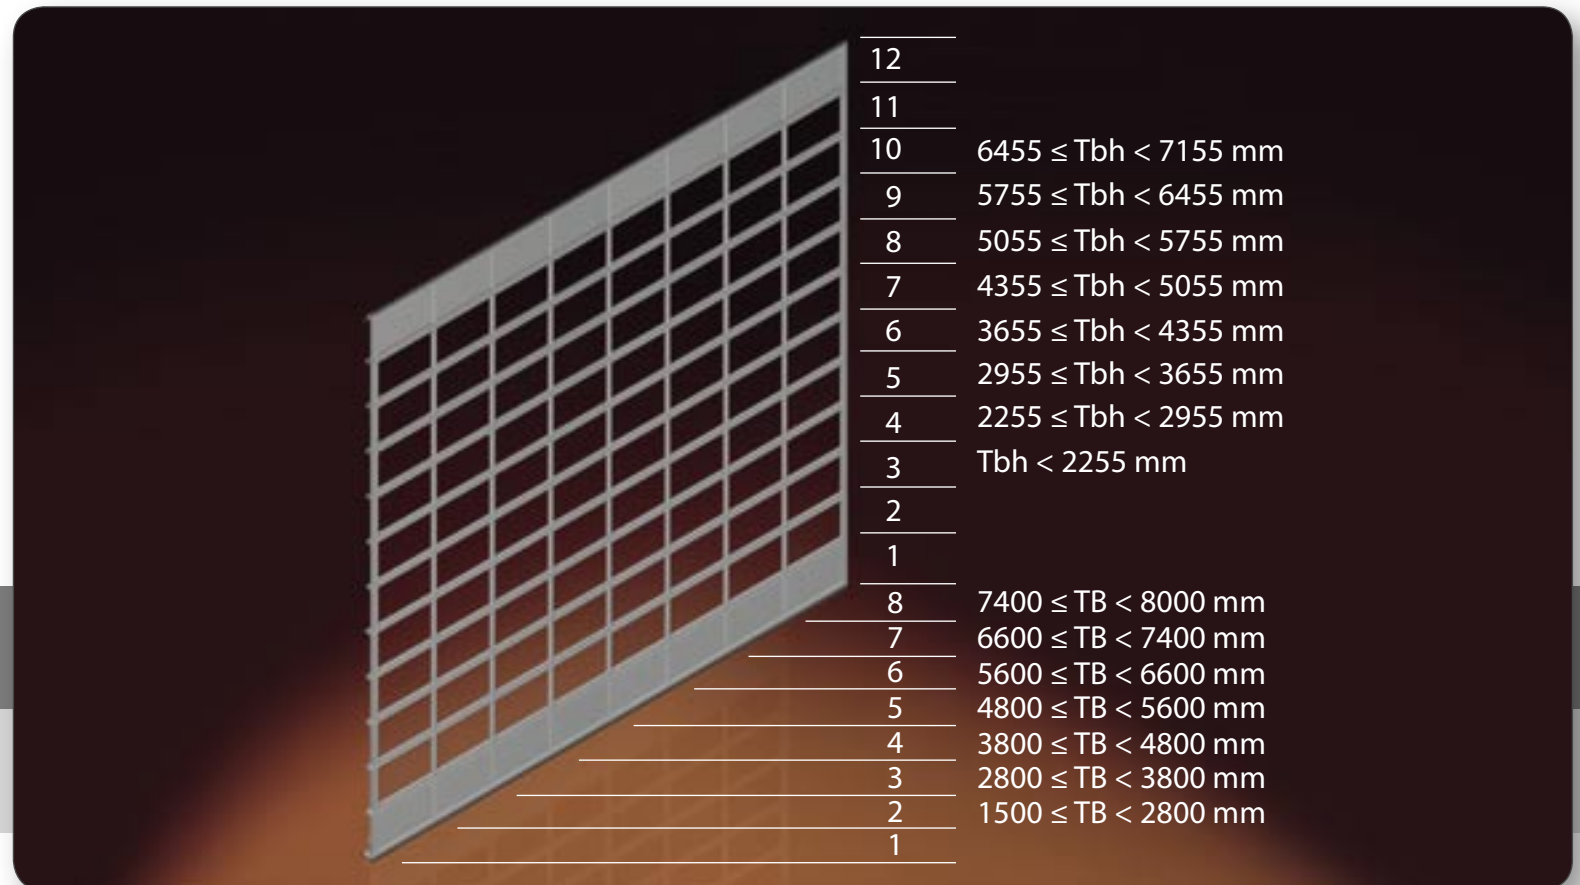 12
11
10 6455 ≤ Tbh < 7155 mm
9 5755 ≤ Tbh < 6455 mm
8 5055 ≤ Tbh < 5755 mm
7 4355 ≤ Tbh < 5055 mm
6 3655 ≤ Tbh < 4355 mm
5 2955 ≤ Tbh < 3655 mm
4 2255 ≤ Tbh < 2955 mm
3 Tbh < 2255 mm
2
1
8 7400 ≤ TB < 8000 mm
7 6600 ≤ TB < 7400 mm
6 5600 ≤ TB < 6600 mm
5 4800 ≤ TB < 5600 mm
4 3800 ≤ TB < 4800 mm
3 2800 ≤ TB < 3800 mm
2 1500 ≤ TB < 2800 mm
1